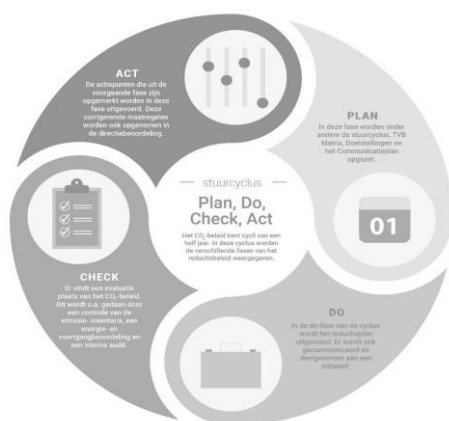 ACT
De actiepunten die uit de
voorgaande fase zijn
opgemerkt worden in deze
fase uitgevoerd. Deze
corrigerende maatregelen
worden ook opgenomen in
de directiebeoordeling.
PLAN
In deze fase worden onder
andere de stuurcyclus, TVB
Matrix, Doelstellingen en
het Communicatieplan
opgezet.
stuurcyclus
Plan, Do,
Check, Act
Het CO₂-beleid kent cycli van een
half jaar. In deze cyclus worden
de verschillende fasen van het
reductiebeleid weergegeven.
01
CHECK
Er vindt een evaluatie
plaats van het CO₂-beleid.
Dit wordt o.a. gedaan door
een controle van de
emissie- inventaris, een
energie- en
voortgangbeoordeling en
een interne audit.
DO
In de do-fase van de cyclus
wordt het reductieplan
uitgevoerd. Er wordt ook
gecommuniceerd en
deelgenomen aan een
initiatief.